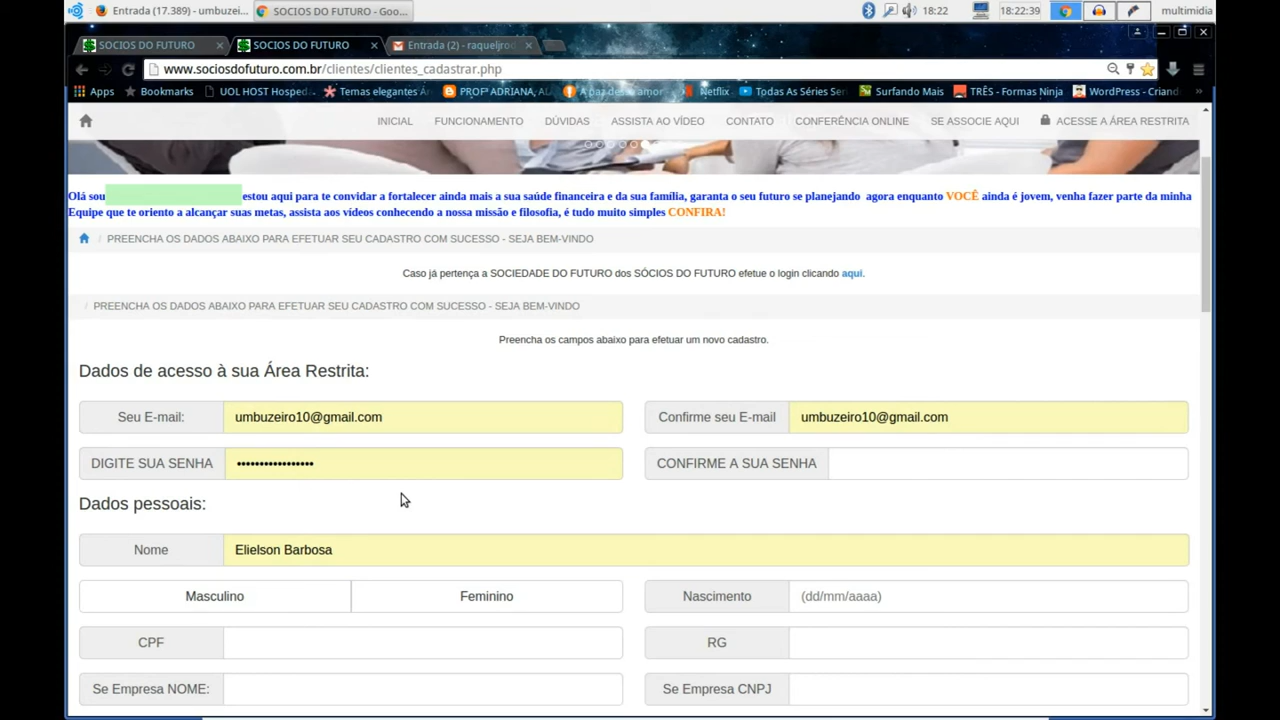 Entrada (17.389) - umbuzei... SOCIOS DO FUTURO - Goo... 18:22 18:22:39 multimidia
SOCIOS DO FUTURO SOCIOS DO FUTURO Entrada (2) - raqueljrod
www.sociosdofuturo.com.br/clientes/clientes_cadastrar.php
Apps Bookmarks UOL HOST Hosped Temas elegantes PROFª ADRIANA, AL A paz desse amor Netflix Todas As Séries Ser Surfando Mais TRÊS - Formas Ninja WordPress - Criand
INICIAL FUNCIONAMENTO DÚVIDAS ASSISTA AO VÍDEO CONTATO CONFERÊNCIA ONLINE SE ASSOCIE AQUI ACESSE A ÁREA RESTRITA
Olá sou estou aqui para te convidar a fortalecer ainda mais a sua saúde financeira e da sua família, garanta o seu futuro se planejando agora enquanto VOCÊ ainda é jovem, venha fazer parte da minha
Equipe que te oriento a alcançar suas metas, assista aos vídeos conhecendo a nossa missão e filosofia, é tudo muito simples CONFIRA!
/ PREENCHA OS DADOS ABAIXO PARA EFETUAR SEU CADASTRO COM SUCESSO - SEJA BEM-VINDO
Caso já pertença a SOCIEDADE DO FUTURO dos SÓCIOS DO FUTURO efetue o login clicando aqui.
/ PREENCHA OS DADOS ABAIXO PARA EFETUAR SEU CADASTRO COM SUCESSO - SEJA BEM-VINDO
Preencha os campos abaixo para efetuar um novo cadastro.
Dados de acesso à sua Área Restrita:
Seu E-mail: umbuzeiro10@gmail.com Confirme seu E-mail umbuzeiro10@gmail.com
DIGITE SUA SENHA ••••••••••••••••• CONFIRME A SUA SENHA
Dados pessoais:
Nome Elielson Barbosa
Masculino Feminino Nascimento (dd/mm/aaaa)
CPF RG
Se Empresa NOME: Se Empresa CNPJ